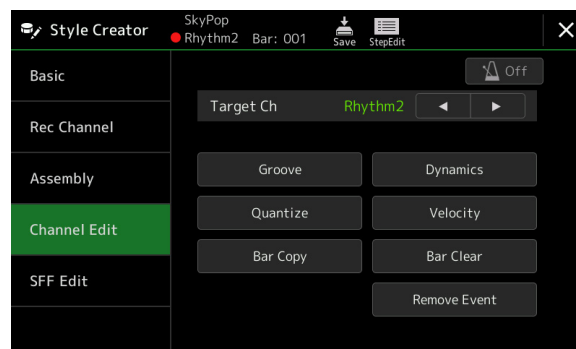 Style Creator
SkyPop
Rhythm2 Bar: 001
Save
StepEdit
Basic
Off
Target Ch Rhythm2
Rec Channel
Assembly
Groove Dynamics
Channel Edit
Quantize Velocity
Bar Copy Bar Clear
SFF Edit
Remove Event